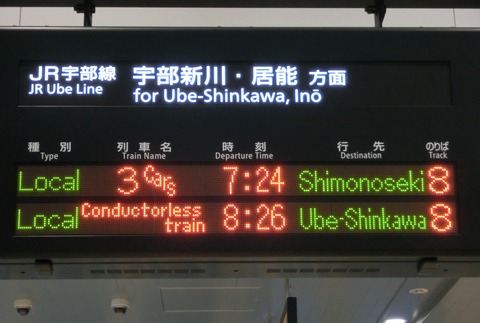 JR宇部線 宇部新川・居能 方面
JR Ube Line for Ube-Shinkawa, Inō
種別 列車名 時刻 行先 のりば
Type Train Name Departure Time Destination Track
Local 3 Cars 7:24 Shimonoseki 8
Local Conductorless train 8:26 Ube-Shinkawa 8